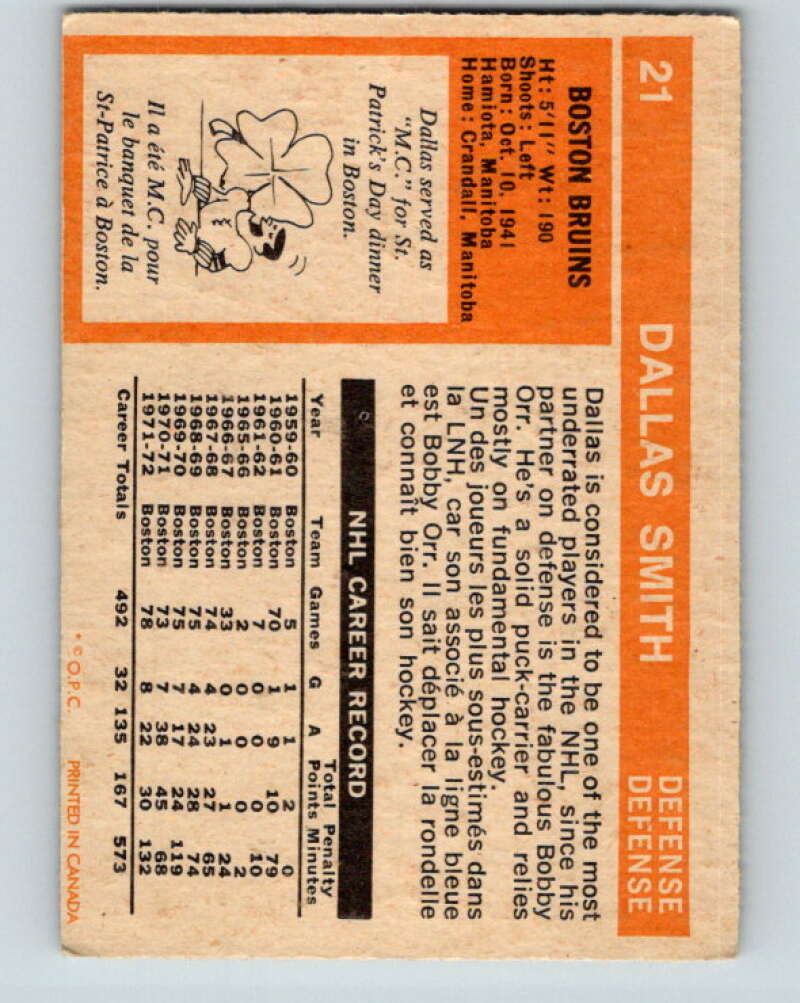 21 DALLAS SMITH DEFENSE
DEFENSE
BOSTON BRUINS
Ht: 5'11" Wt: 190
Shoots: Left
Born: Oct. 10, 1941
Hamiota, Manitoba
Home: Crandall, Manitoba
Dallas served as
"M.C." for St.
Patrick's Day dinner
in Boston.
Il a été M.C. pour
le banquet de la
St-Patrice à Boston.
Dallas is considered to be one of the most
underrated players in the NHL, since his
partner on defense is the fabulous Bobby
Orr. He's a solid puck-carrier and relies
mostly on fundamental hockey.
Un des joueurs les plus sous-estimés dans
la LNH, car son associé à la ligne bleue
est Bobby Orr. Il sait déplacer la rondelle
et connaît bien son hockey.
NHL CAREER RECORD
Total Penalty
Year Team Games G A Points Minutes
1959-60 Boston 5 1 1 2 0
1960-61 Boston 70 1 9 10 79
1961-62 Boston 7 0 0 0 10
1965-66 Boston 2 0 0 0 2
1966-67 Boston 33 0 1 1 24
1967-68 Boston 74 4 23 27 65
1968-69 Boston 75 4 24 28 74
1969-70 Boston 75 7 17 24 119
1970-71 Boston 73 7 38 45 68
1971-72 Boston 78 8 22 30 132
Career Totals 492 32 135 167 573
* © O.P.C. PRINTED IN CANADA